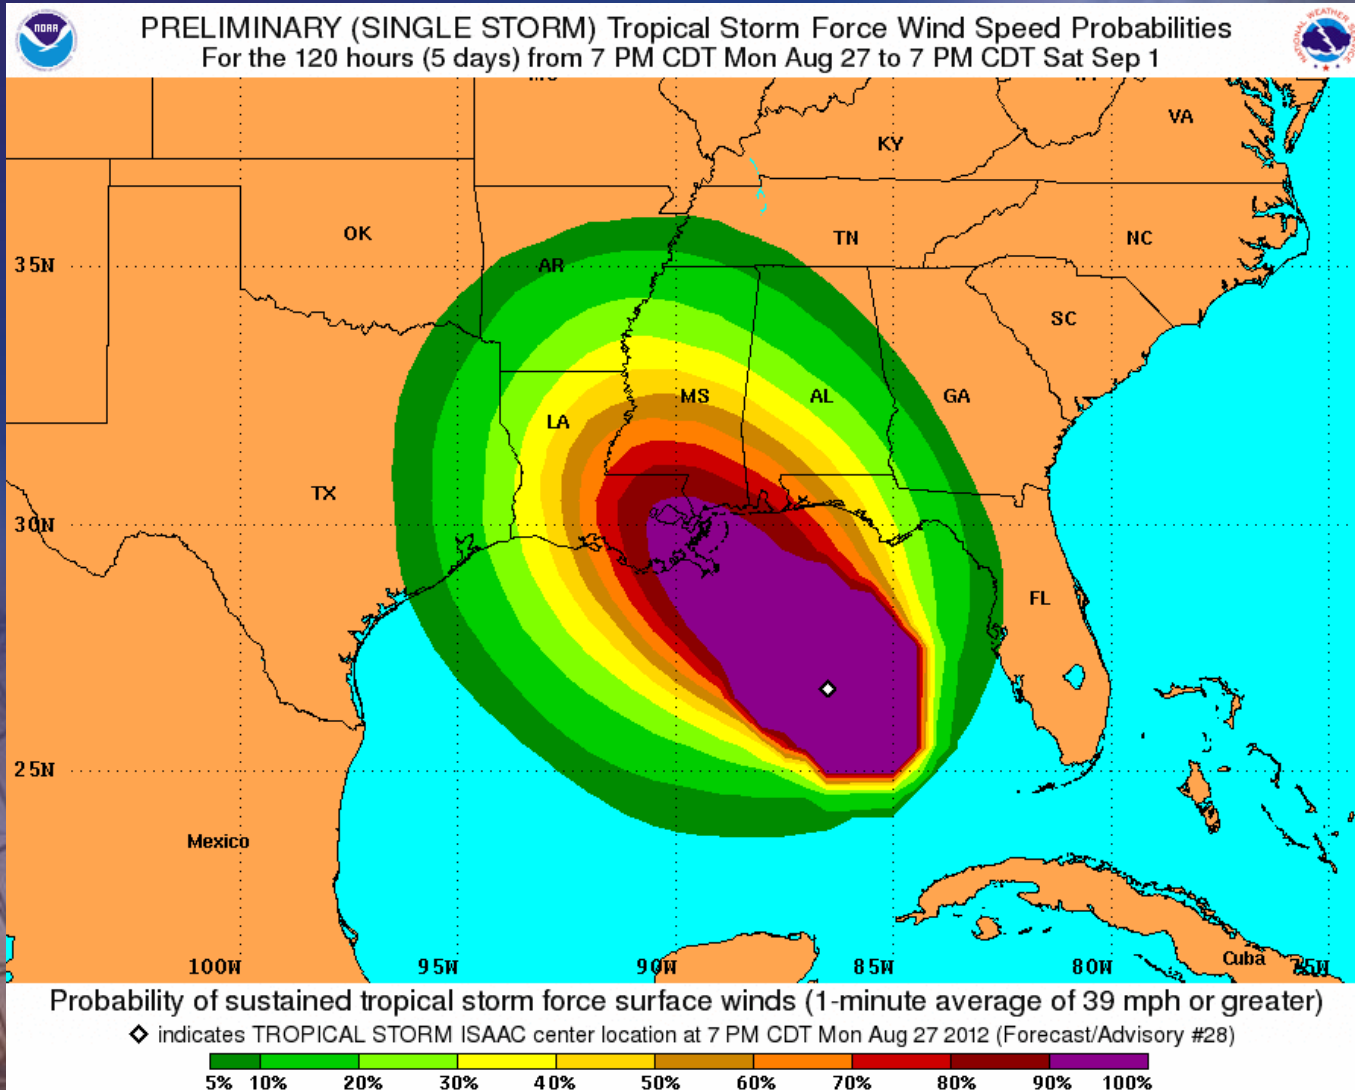 PRELIMINARY (SINGLE STORM) Tropical Storm Force Wind Speed Probabilities
For the 120 hours (5 days) from 7 PM CDT Mon Aug 27 to 7 PM CDT Sat Sep 1
NOAA
NATIONAL WEATHER SERVICE
VA
KY
OK
TN
NC
35N
AR
SC
MS
AL
GA
LA
TX
30N
FL
25N
Mexico
Cuba
100W
95W
90W
85W
80W
75W
Probability of sustained tropical storm force surface winds (1-minute average of 39 mph or greater)
indicates TROPICAL STORM ISAAC center location at 7 PM CDT Mon Aug 27 2012 (Forecast/Advisory #28)
5% 10% 20% 30% 40% 50% 60% 70% 80% 90% 100%